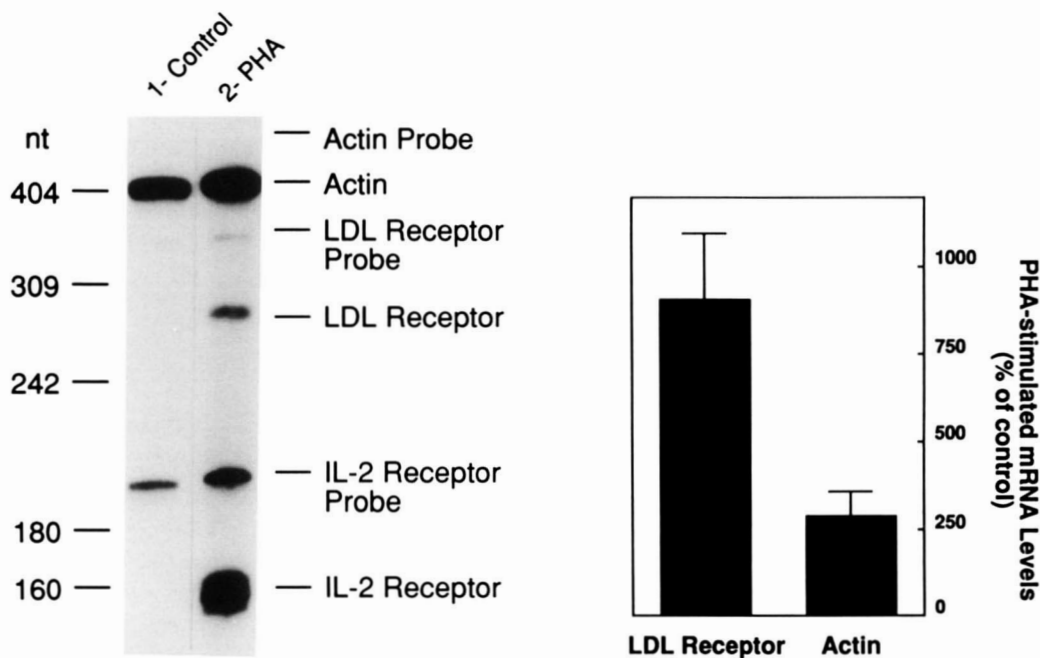 1- Control
2- PHA
nt
404
309
242
180
160
Actin Probe
Actin
LDL Receptor
Probe
LDL Receptor
IL-2 Receptor
Probe
IL-2 Receptor
1000
750
500
250
0
PHA-stimulated mRNA Levels
(% of control)
LDL Receptor
Actin